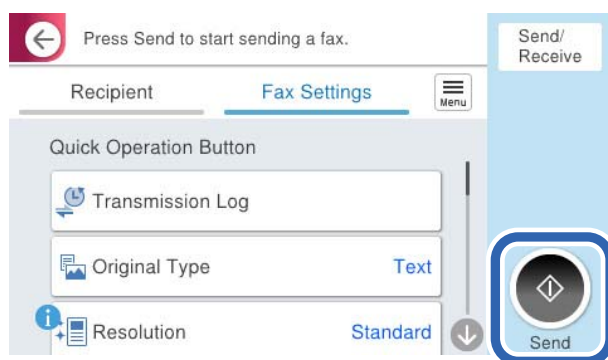 Press Send to start sending a fax.
Send/
Receive
Recipient
Fax Settings
Menu
Quick Operation Button
Transmission Log
Original Type
Text
Resolution
Standard
Send